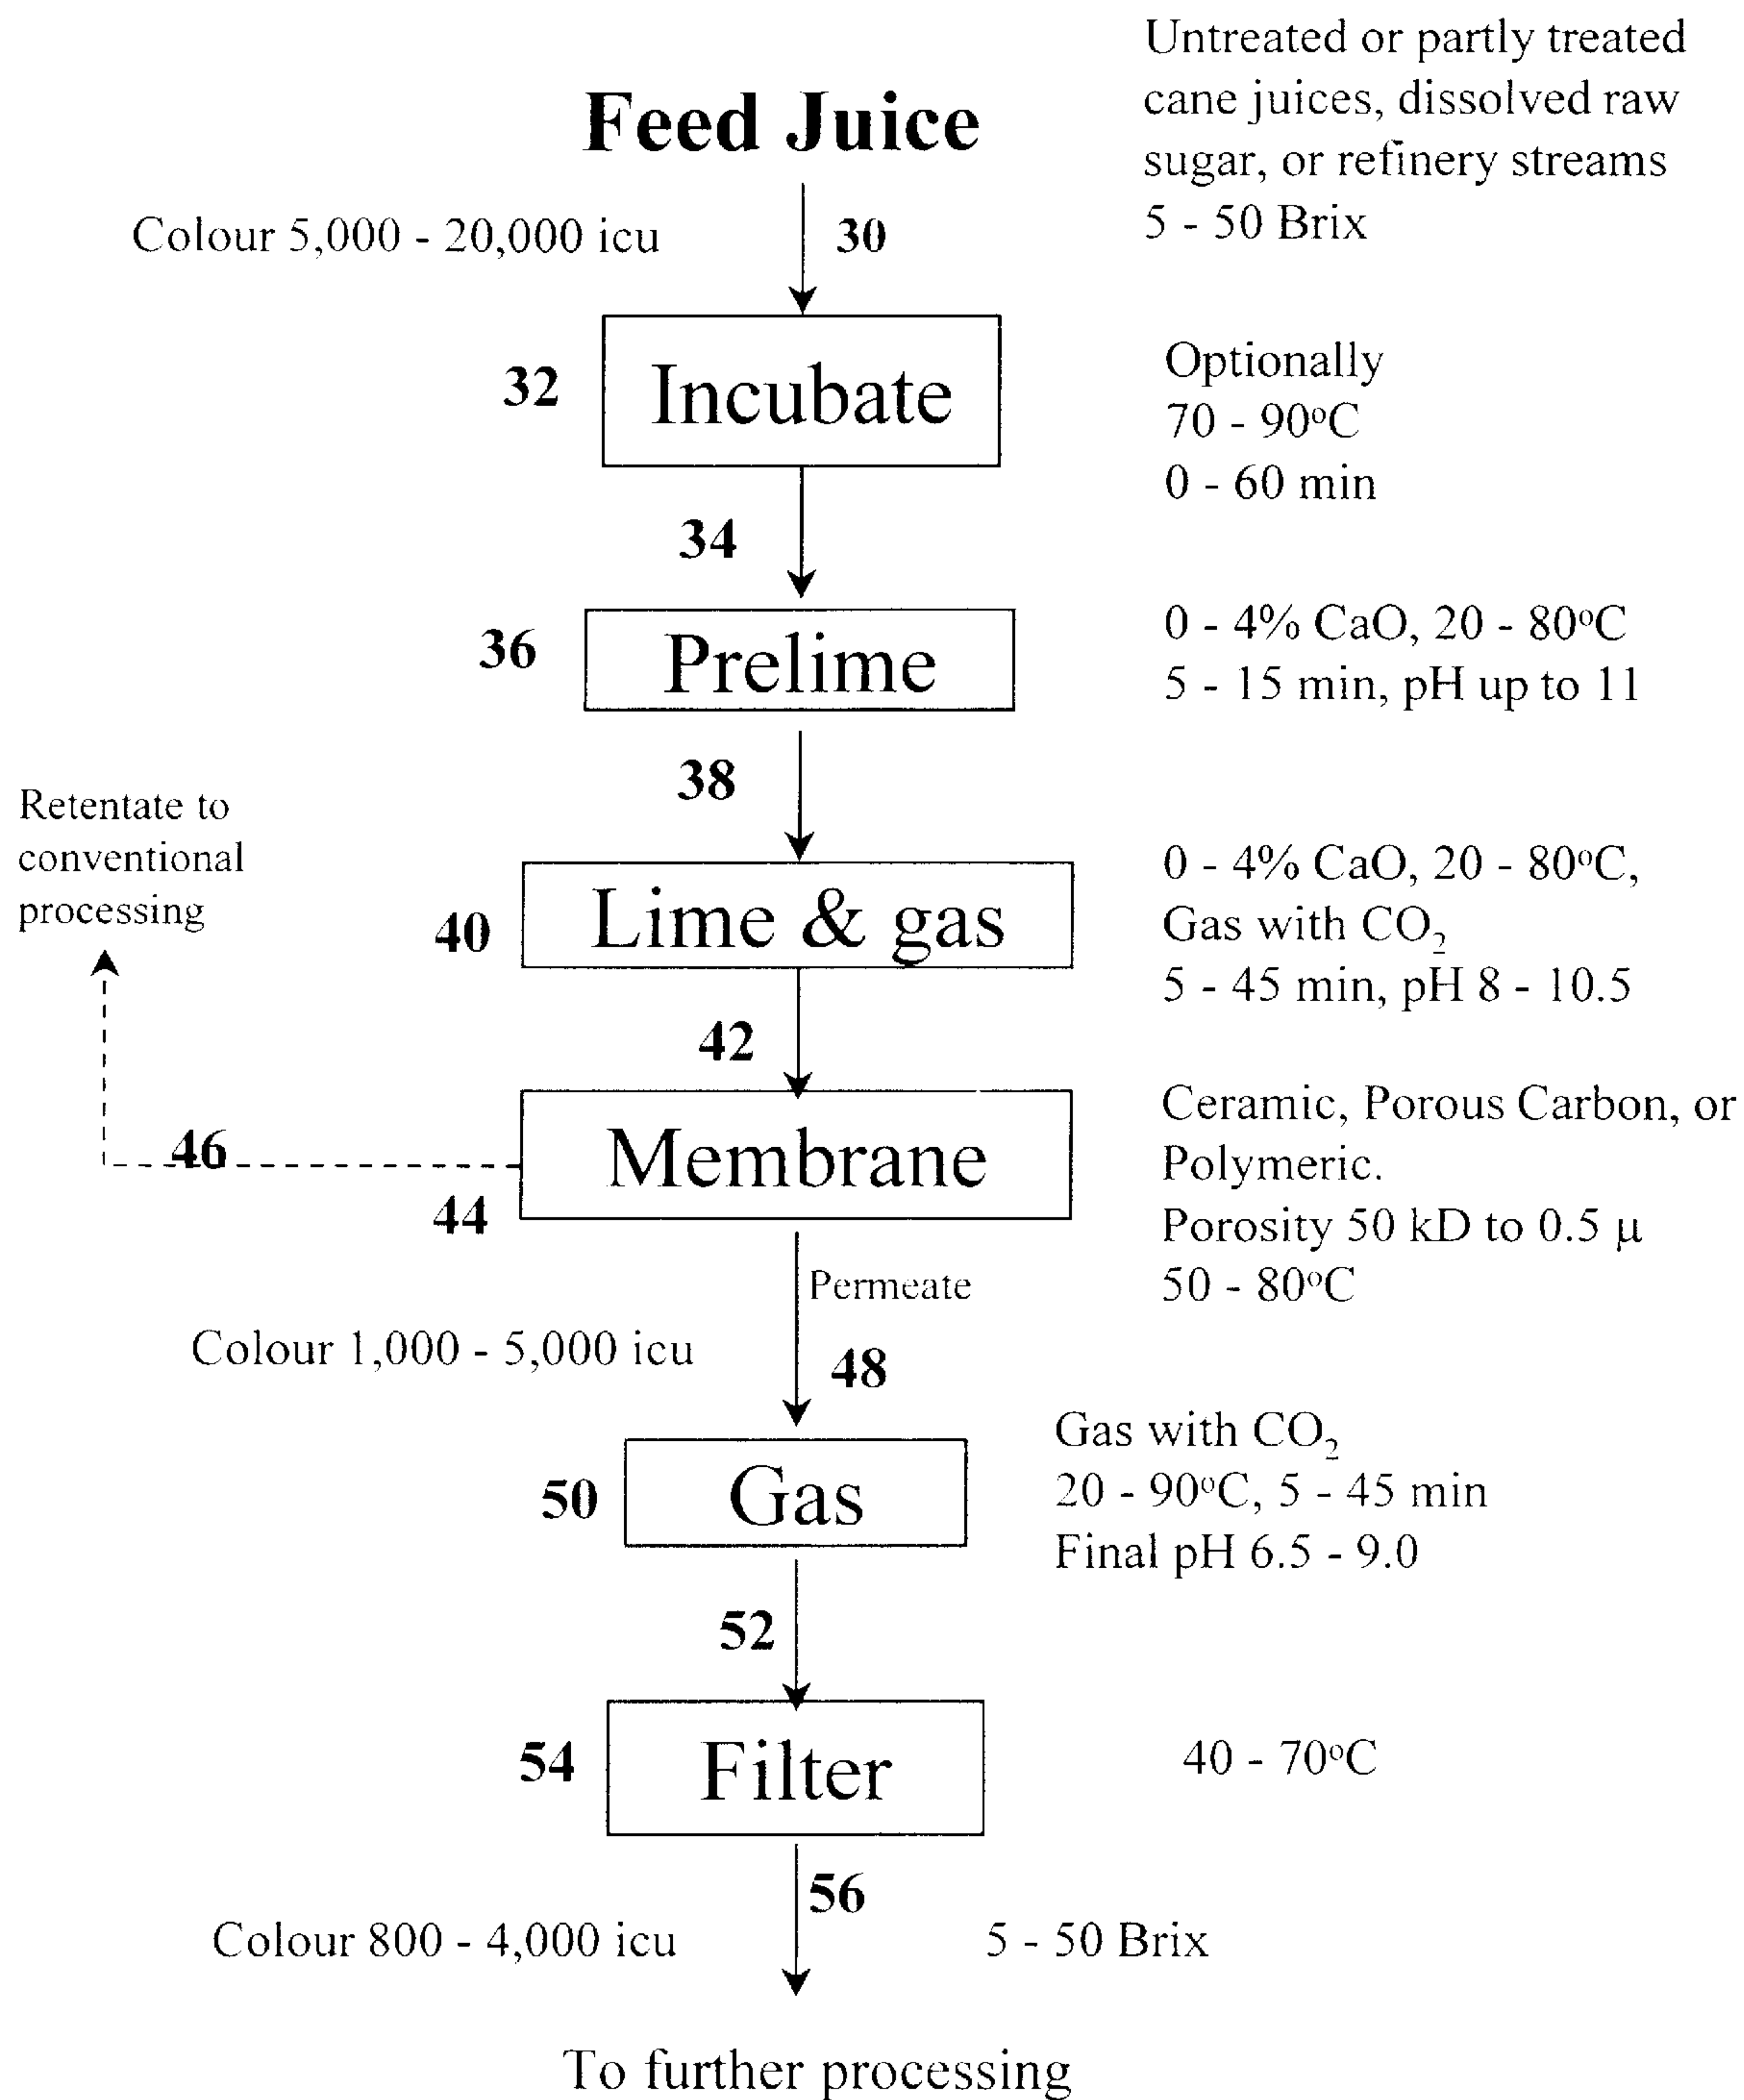 Untreated or partly treated
cane juices, dissolved raw
sugar, or refinery streams
5 - 50 Brix
Feed Juice
Colour 5,000 - 20,000 icu
30
32
Incubate
Optionally
70 - 90°C
0 - 60 min
34
36
Prelime
0 - 4% CaO, 20 - 80°C
5 - 15 min, pH up to 11
38
Retentate to
conventional
processing
40
Lime & gas
0 - 4% CaO, 20 - 80°C,
Gas with CO₂
5 - 45 min, pH 8 - 10.5
42
46
44
Membrane
Ceramic, Porous Carbon, or
Polymeric.
Porosity 50 kD to 0.5 µ
50 - 80°C
Permeate
Colour 1,000 - 5,000 icu
48
50
Gas
Gas with CO₂
20 - 90°C, 5 - 45 min
Final pH 6.5 - 9.0
52
54
Filter
40 - 70°C
56
Colour 800 - 4,000 icu
5 - 50 Brix
To further processing